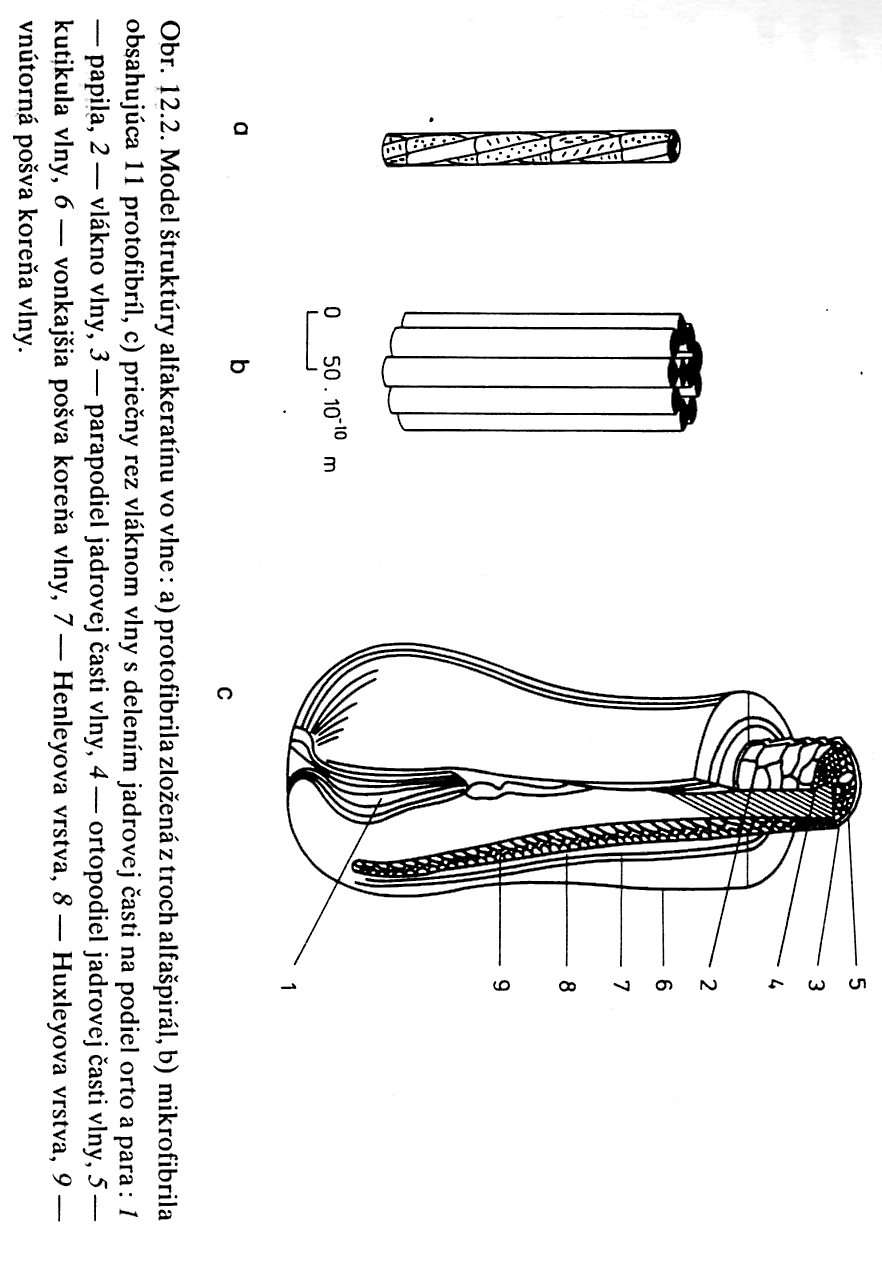 5
3
4
2
6
7
8
9
0 50 . 10⁻¹⁰ m
1
a b c
Obr. 12.2. Model štruktúry alfakeratínu vo vlne: a) protofibrila zložená z troch alfašpirál, b) mikrofibrila
obsahujúca 11 protofibríl, c) priečny rez vláknom vlny s delením jadrovej časti na podiel orto a para: 1
— papila, 2 — vlákno vlny, 3 — parapodiel jadrovej časti vlny, 4 — ortopodiel jadrovej časti vlny, 5 —
kutikula vlny, 6 — vonkajšia pošva koreňa vlny, 7 — Henleyova vrstva, 8 — Huxleyova vrstva, 9 —
vnútorná pošva koreňa vlny.